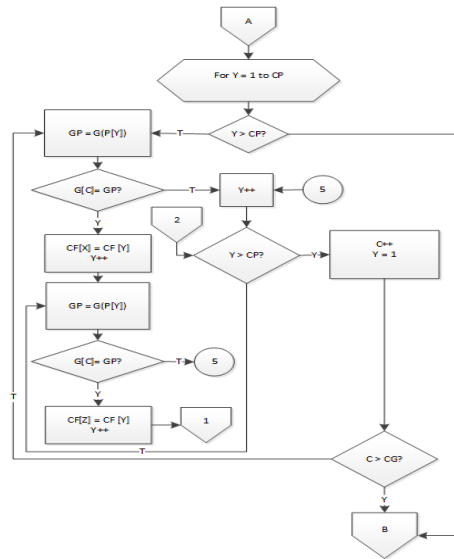 A
For Y = 1 to CP
GP = G(P[Y])
T
Y > CP?
G[C]= GP?
T
Y++
5
Y
2
CF[X] = CF [Y]
Y++
Y > CP?
Y
C++
Y = 1
GP = G(P[Y])
G[C]= GP?
T
5
Y
T
CF[Z] = CF [Y]
Y++
1
T
C > CG?
Y
B